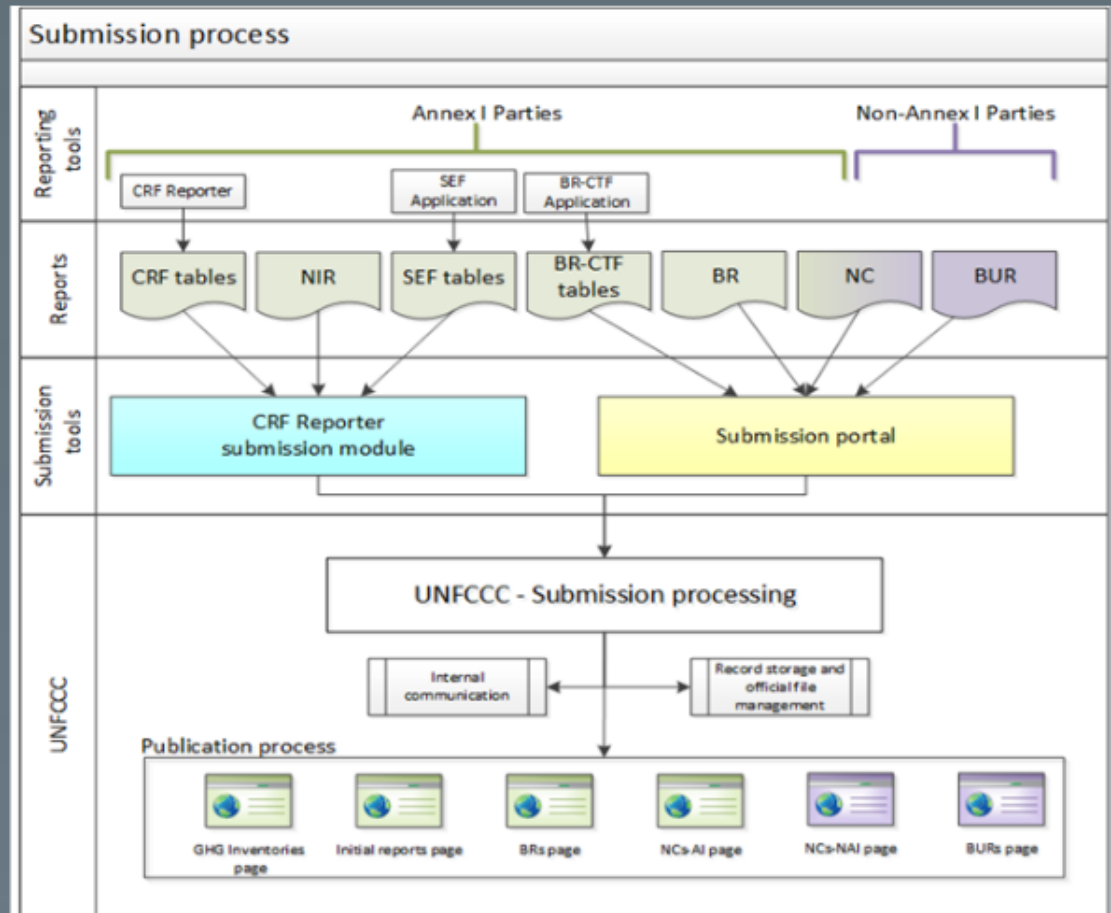 Submission process
Reporting
tools
Annex I Parties
Non-Annex I Parties
CRF Reporter
SEF
Application
BR-CTF
Application
Reports
CRF tables
NIR
SEF tables
BR-CTF
tables
BR
NC
BUR
Submission
tools
CRF Reporter
submission module
Submission portal
UNFCCC
UNFCCC - Submission processing
Internal
communication
Record storage and
official file
management
Publication process
GHG Inventories
page
Initial reports page
BRs page
NCs-AI page
NCs-NAI page
BURs page